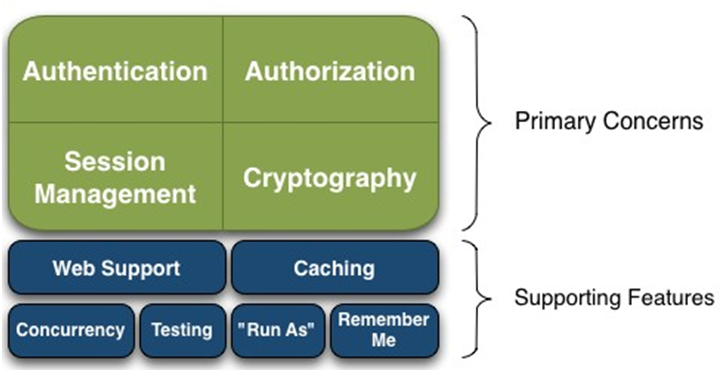 Authentication
Authorization
Session
Management
Cryptography
Primary Concerns
Web Support
Caching
Concurrency
Testing
"Run As"
Remember
Me
Supporting Features